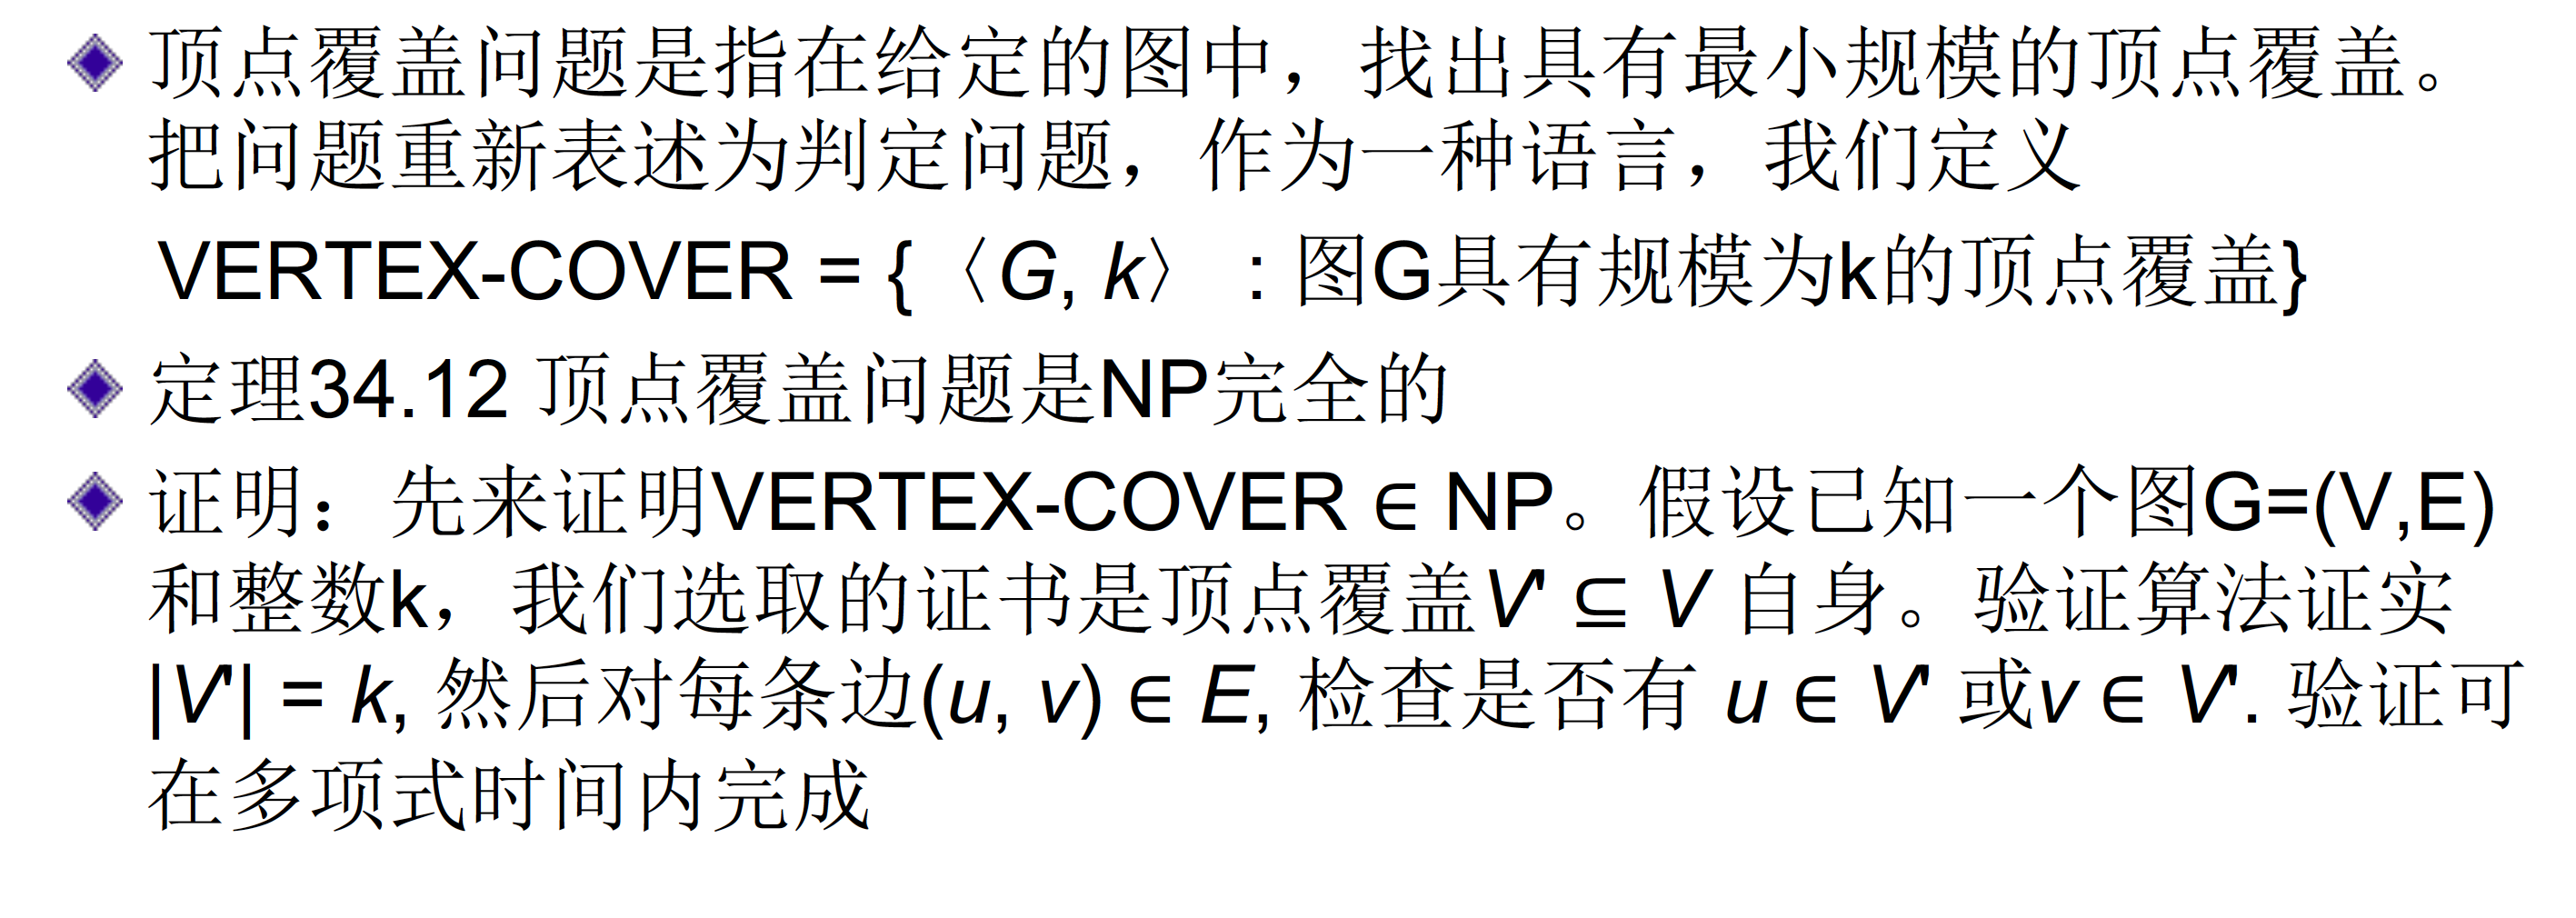 顶点覆盖问题是指在给定的图中，找出具有最小规模的顶点覆盖。
把问题重新表述为判定问题，作为一种语言，我们定义
VERTEX-COVER = {〈G, k〉 : 图G具有规模为k的顶点覆盖}
定理34.12 顶点覆盖问题是NP完全的
证明：先来证明VERTEX-COVER ∈ NP。假设已知一个图G=(V,E)
和整数k，我们选取的证书是顶点覆盖V' ⊆ V 自身。验证算法证实
|V'| = k, 然后对每条边(u, v) ∈ E, 检查是否有 u ∈ V' 或v ∈ V'. 验证可
在多项式时间内完成